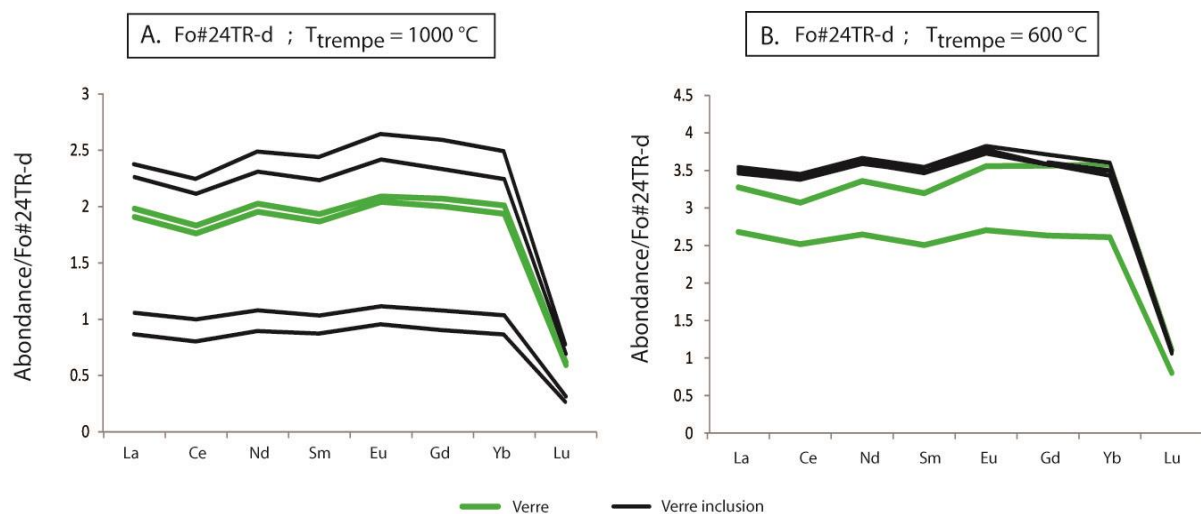 A. Fo#24TR-d ; Ttrempe = 1000 °C
B. Fo#24TR-d ; Ttrempe = 600 °C
Abondance/Fo#24TR-d
3
2.5
2
1.5
1
0.5
0
La Ce Nd Sm Eu Gd Yb Lu
Abondance/Fo#24TR-d
4.5
4
3.5
3
2.5
2
1.5
1
0.5
0
La Ce Nd Sm Eu Gd Yb Lu
Verre
Verre inclusion